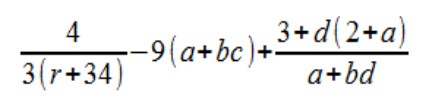 4/(3(r+34)) − 9(a+bc) + (3+d(2+a))/(a+bd)